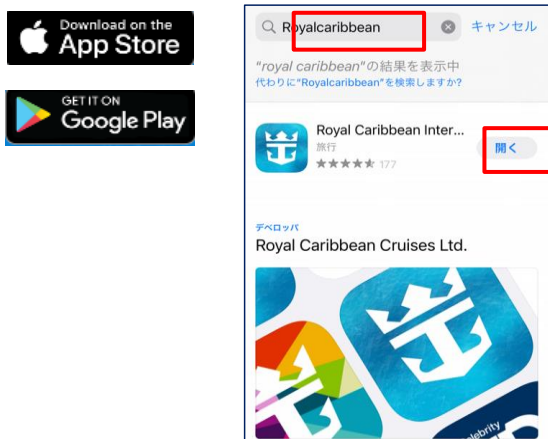 Download on the
App Store
GET IT ON
Google Play
Royalcaribbean
キャンセル
"royal caribbean"の結果を表示中
代わりに"Royalcaribbean"を検索しますか?
Royal Caribbean Inter...
旅行
177
開く
デベロッパ
Royal Caribbean Cruises Ltd.
elebrity